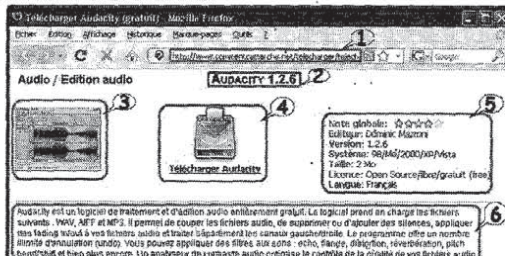 Télécharger Audacity (gratuit) - Mozilla Firefox
Fichier Edition Affichage Historique Marque-pages Outils ?
1
Google
Audio / Edition audio
AUDACITY 1.2.6
2
3
4
5
Télécharger Audacity
Note globale:
Editeur: Dominic Mazzoni
Version: 1.2.6
Système: 98/Me/2000/XP/Vista
Taille: 2 Mo
Licence: Open Source/libre/gratuit (free)
Langue: Français
6
Audacity est un logiciel de traitement et d'édition audio entièrement gratuit. Le logiciel prend en charge les fichiers
suivants : WAV, AIFF et MP3. Il permet de couper les fichiers audio, de supprimer ou d'ajouter des silences, appliquer
des fading in/out à vos fichiers audio et traiter séparément les canaux gauche/droite. Le programme offre un nombre
illimité d'annulation (undo). Vous pouvez appliquer des filtres aux sons : echo, flange, distortion, réverbération, pitch